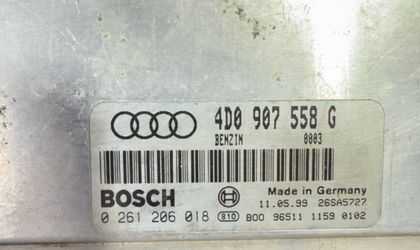 4D0 907 558 G
BENZIN 0003
BOSCH
Made in Germany
11.05.99 26SA5727
0 261 206 018 810 B00 96511 1159 0102